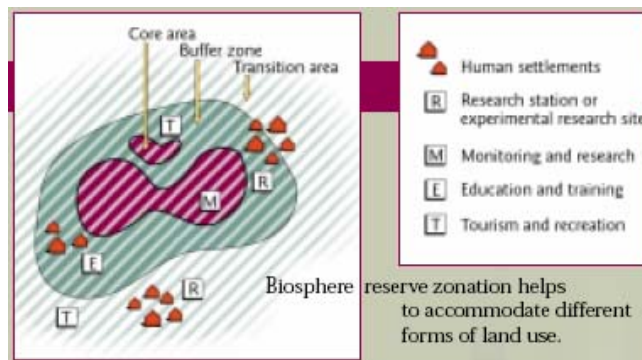 Core area
Buffer zone
Transition area
T
R
M
E
R
T
Human settlements
R Research station or
experimental research site
M Monitoring and research
E Education and training
T Tourism and recreation
Biosphere reserve zonation helps
to accommodate different
forms of land use.